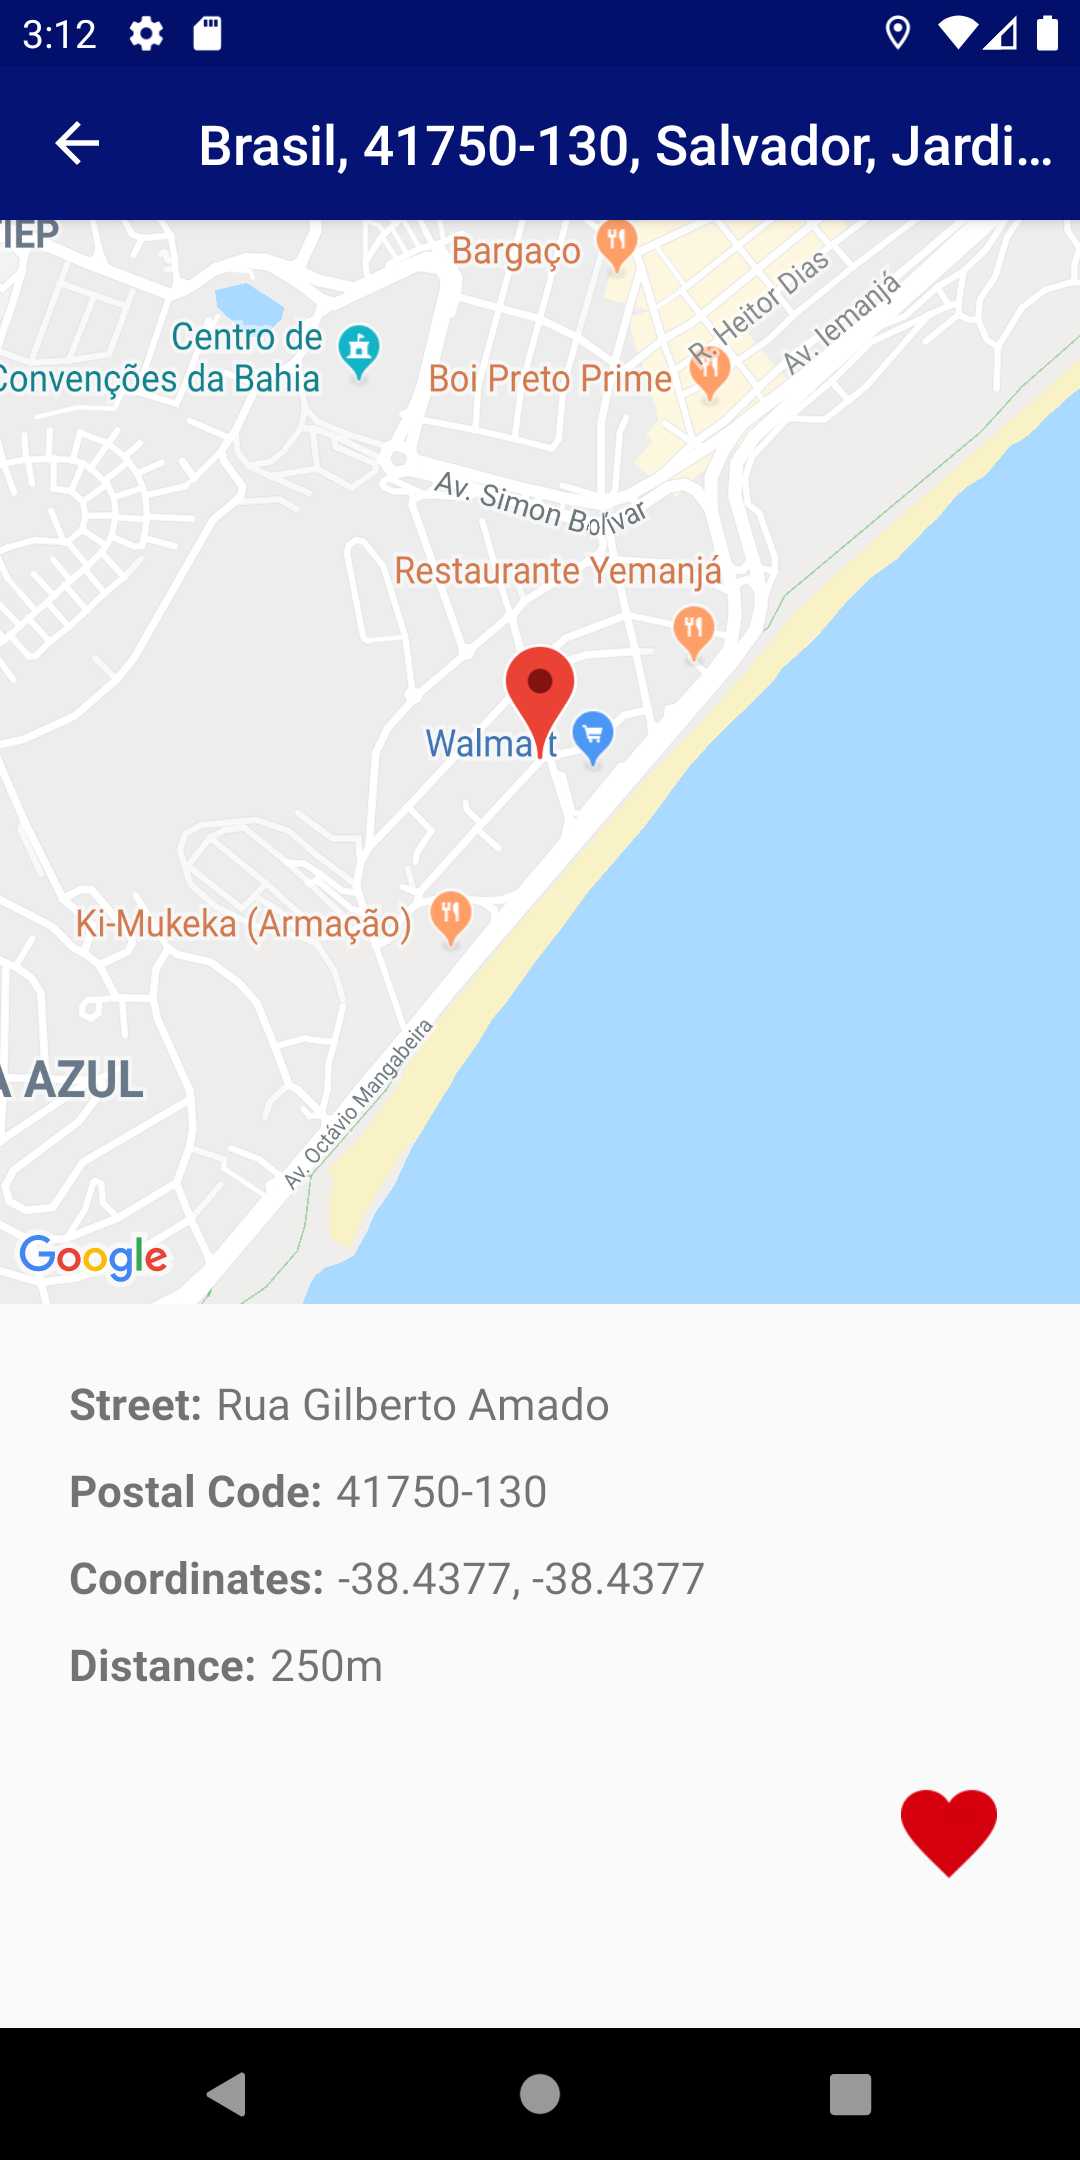 3:12
Brasil, 41750-130, Salvador, Jardi...
TIEP
Bargaço
R. Heitor Dias
Av. Iemanjá
Centro de
Convenções da Bahia
Boi Preto Prime
Av. Simon Bolívar
Restaurante Yemanjá
Walmart
Ki-Mukeka (Armação)
Av. Octávio Mangabeira
A AZUL
Google
Street: Rua Gilberto Amado
Postal Code: 41750-130
Coordinates: -38.4377, -38.4377
Distance: 250m